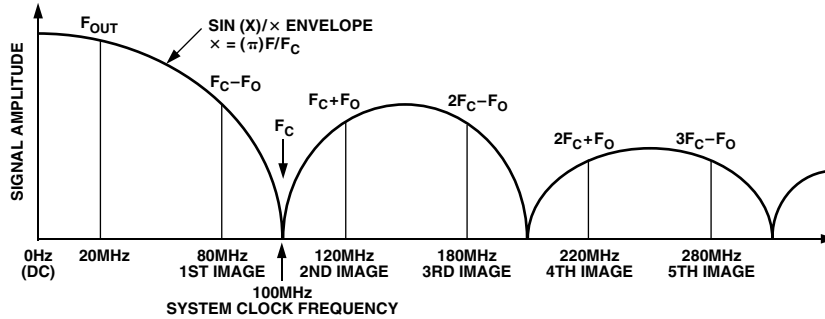 SIGNAL AMPLITUDE
F_OUT
SIN (X)/× ENVELOPE
× = (π)F/F_C
F_C–F_O
F_C
F_C+F_O
2F_C–F_O
2F_C+F_O
3F_C–F_O
0Hz
(DC)
20MHz
80MHz
1ST IMAGE
120MHz
2ND IMAGE
180MHz
3RD IMAGE
220MHz
4TH IMAGE
280MHz
5TH IMAGE
100MHz
SYSTEM CLOCK FREQUENCY